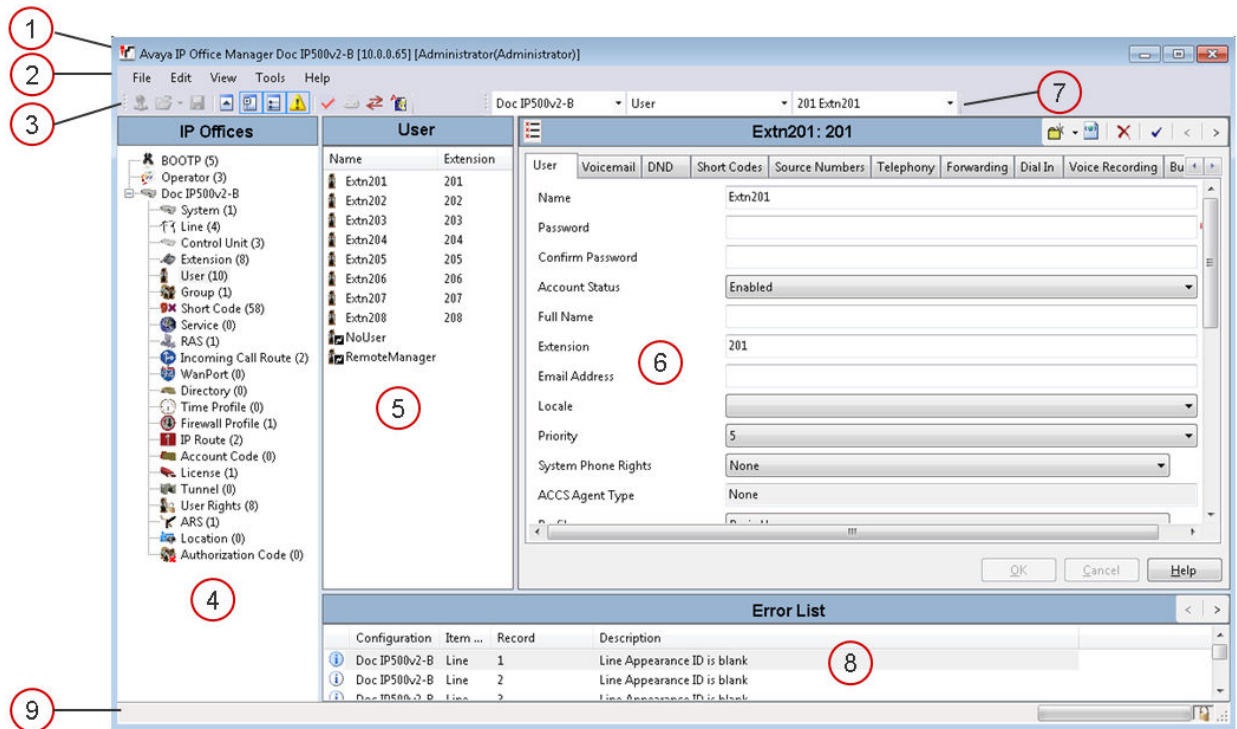 1
Avaya IP Office Manager Doc IP500v2-B [10.0.0.65] [Administrator(Administrator)]
2
File Edit View Tools Help
3
Doc IP500v2-B User 201 Extn201
7
IP Offices
BOOTP (5)
Operator (3)
Doc IP500v2-B
System (1)
Line (4)
Control Unit (3)
Extension (8)
User (10)
Group (1)
Short Code (58)
Service (0)
RAS (1)
Incoming Call Route (2)
WanPort (0)
Directory (0)
Time Profile (0)
Firewall Profile (1)
IP Route (2)
Account Code (0)
License (1)
Tunnel (0)
User Rights (8)
ARS (1)
Location (0)
Authorization Code (0)
4
User
Name Extension
Extn201 201
Extn202 202
Extn203 203
Extn204 204
Extn205 205
Extn206 206
Extn207 207
Extn208 208
NoUser
RemoteManager
5
Extn201: 201
User Voicemail DND Short Codes Source Numbers Telephony Forwarding Dial In Voice Recording Bu
Name Extn201
Password
Confirm Password
Account Status Enabled
Full Name
Extension 201
6
Email Address
Locale
Priority 5
System Phone Rights None
ACCS Agent Type None
OK Cancel Help
Error List
Configuration Item ... Record Description
Doc IP500v2-B Line 1 Line Appearance ID is blank
8
Doc IP500v2-B Line 2 Line Appearance ID is blank
Doc IP500v2-B Line Line Appearance ID is blank
9